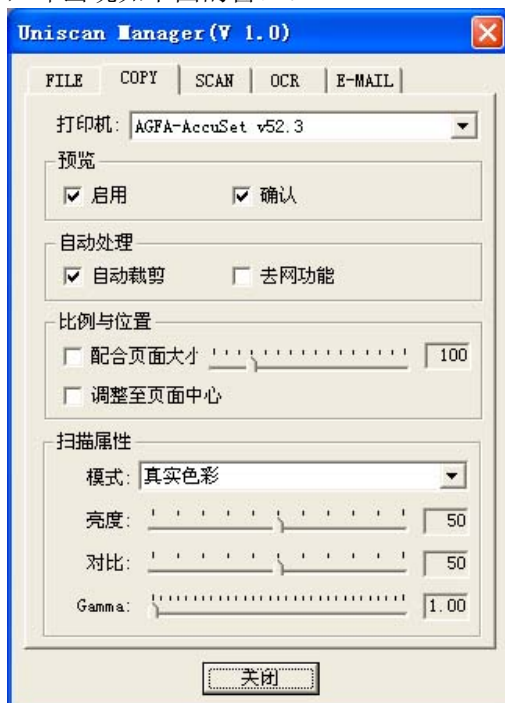 Uniscan Manager(V 1.0)
FILE COPY SCAN OCR E-MAIL
打印机: AGFA-AccuSet v52.3
预览
启用 确认
自动处理
自动裁剪 去网功能
比例与位置
配合页面大小 100
调整至页面中心
扫描属性
模式: 真实色彩
亮度: 50
对比: 50
Gamma: 1.00
关闭